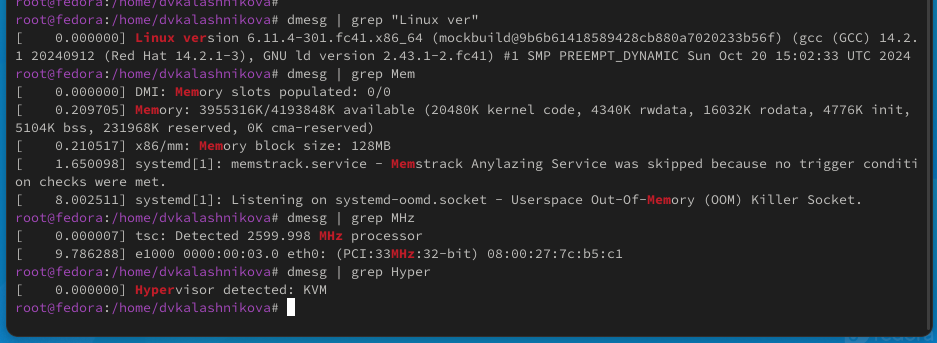 root@fedora:/home/dvkalashnikova#
root@fedora:/home/dvkalashnikova# dmesg | grep "Linux ver"
[    0.000000] Linux version 6.11.4-301.fc41.x86_64 (mockbuild@9b6b61418589428cb880a7020233b56f) (gcc (GCC) 14.2.
1 20240912 (Red Hat 14.2.1-3), GNU ld version 2.43.1-2.fc41) #1 SMP PREEMPT_DYNAMIC Sun Oct 20 15:02:33 UTC 2024
root@fedora:/home/dvkalashnikova# dmesg | grep Mem
[    0.000000] DMI: Memory slots populated: 0/0
[    0.209705] Memory: 3955316K/4193848K available (20480K kernel code, 4340K rwdata, 16032K rodata, 4776K init,
5104K bss, 231968K reserved, 0K cma-reserved)
[    0.210517] x86/mm: Memory block size: 128MB
[    1.650098] systemd[1]: memstrack.service - Memstrack Anylazing Service was skipped because no trigger conditi
on checks were met.
[    8.002511] systemd[1]: Listening on systemd-oomd.socket - Userspace Out-Of-Memory (OOM) Killer Socket.
root@fedora:/home/dvkalashnikova# dmesg | grep MHz
[    0.000007] tsc: Detected 2599.998 MHz processor
[    9.786288] e1000 0000:00:03.0 eth0: (PCI:33MHz:32-bit) 08:00:27:7c:b5:c1
root@fedora:/home/dvkalashnikova# dmesg | grep Hyper
[    0.000000] Hypervisor detected: KVM
root@fedora:/home/dvkalashnikova#